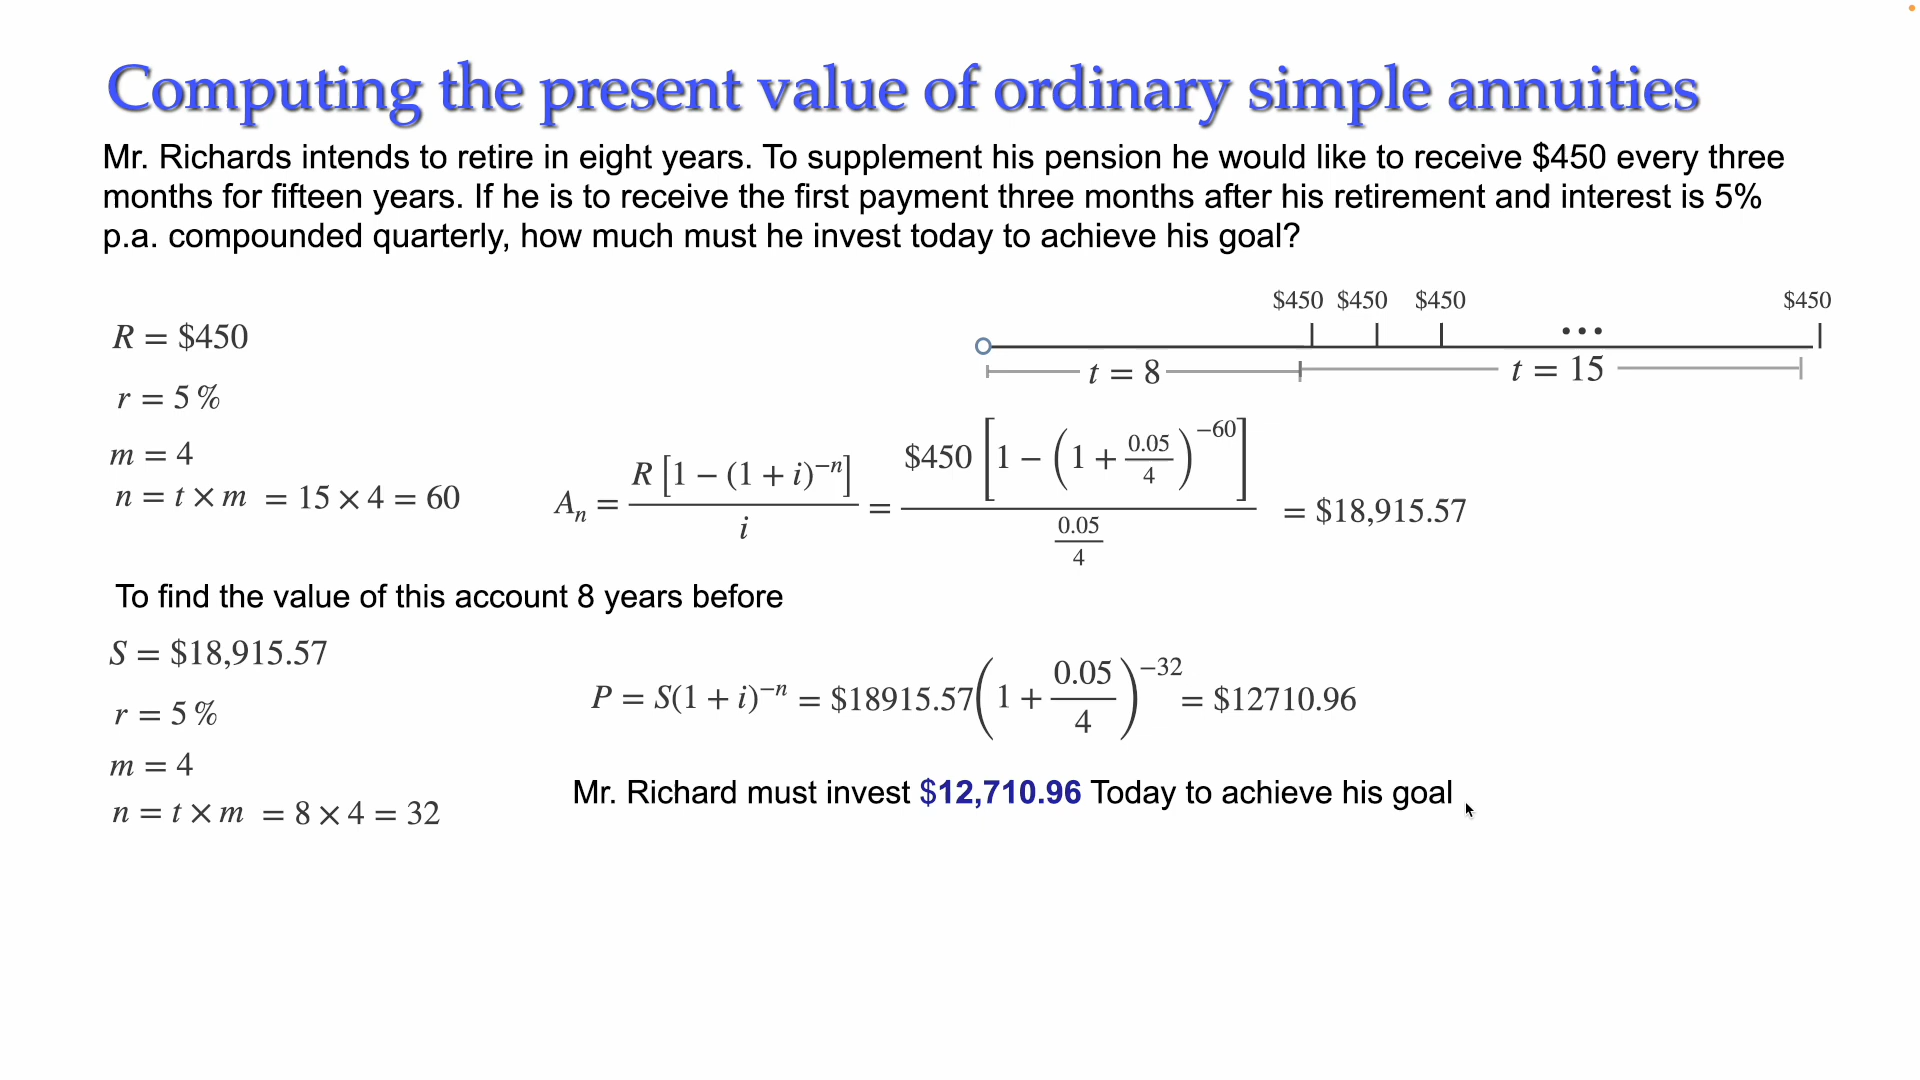 Computing the present value of ordinary simple annuities
Mr. Richards intends to retire in eight years. To supplement his pension he would like to receive $450 every three
months for fifteen years. If he is to receive the first payment three months after his retirement and interest is 5%
p.a. compounded quarterly, how much must he invest today to achieve his goal?
$450 $450 $450 ••• $450
t = 8 t = 15
R = $450
r = 5 %
m = 4
n = t × m = 15 × 4 = 60
Aₙ = R [1 − (1 + i)⁻ⁿ] / i = $450 [1 − (1 + 0.05/4)⁻⁶⁰] / (0.05/4) = $18,915.57
To find the value of this account 8 years before
S = $18,915.57
r = 5 %
m = 4
n = t × m = 8 × 4 = 32
P = S(1 + i)⁻ⁿ = $18915.57(1 + 0.05/4)⁻³² = $12710.96
Mr. Richard must invest $12,710.96 Today to achieve his goal